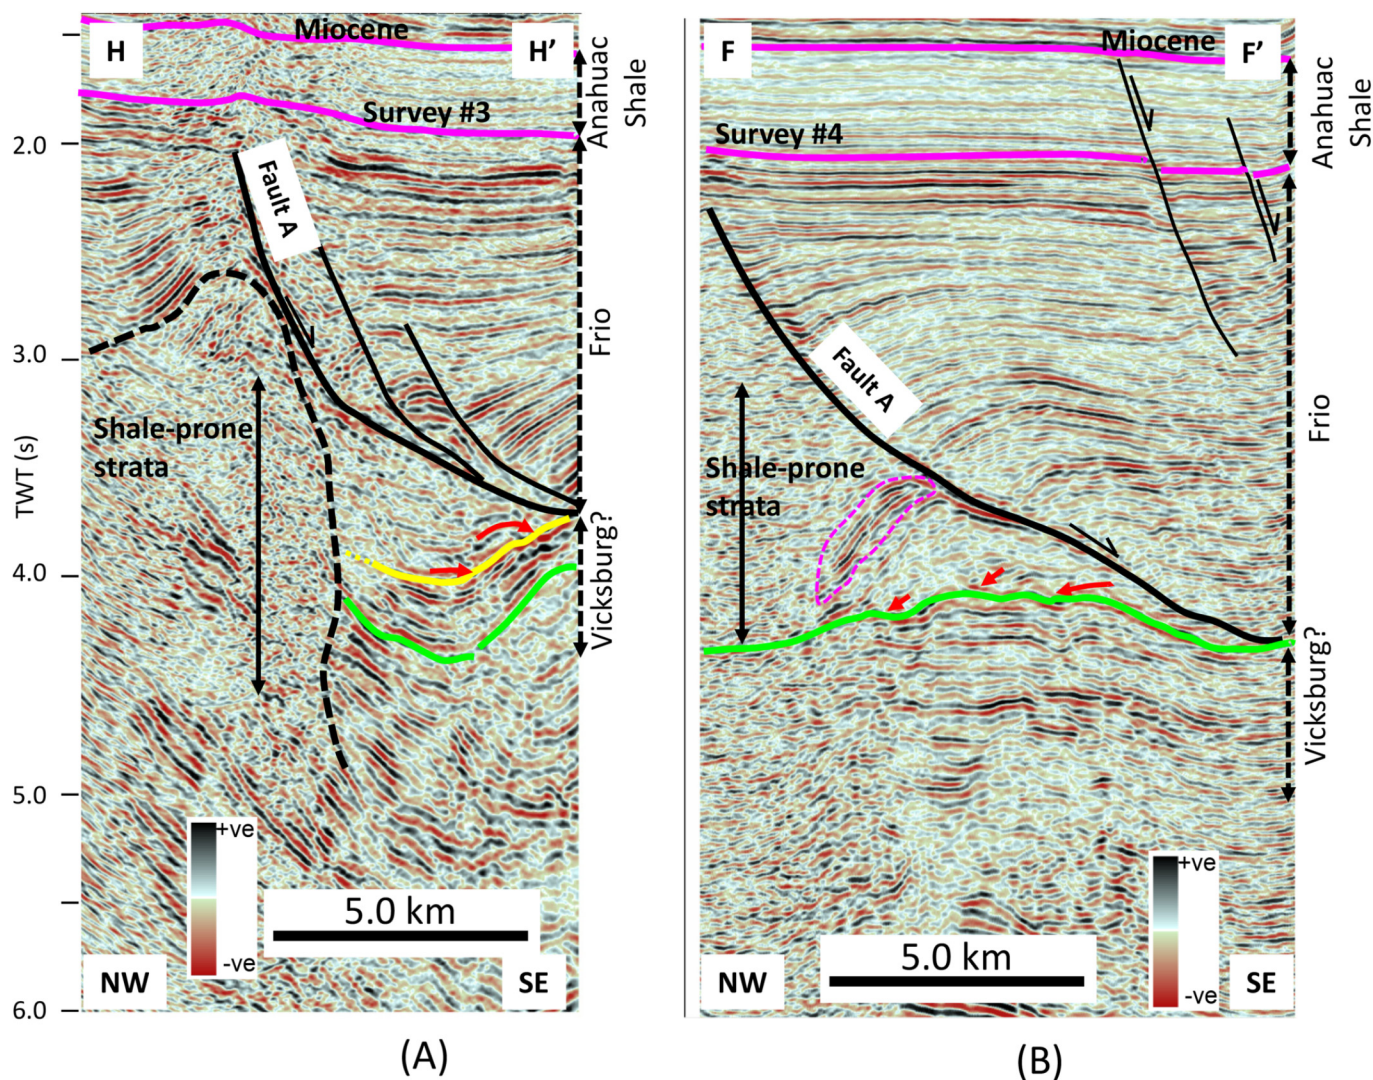 H
Miocene
H’
Anahuac
Shale
Survey #3
Fault A
Frio
Shale-prone
strata
Vicksburg?
TWT (s)
2.0
3.0
4.0
5.0
6.0
+ve
-ve
5.0 km
NW
SE
(A)
F
Miocene
F’
Anahuac
Shale
Survey #4
Fault A
Frio
Shale-prone
strata
Vicksburg?
+ve
-ve
5.0 km
NW
SE
(B)